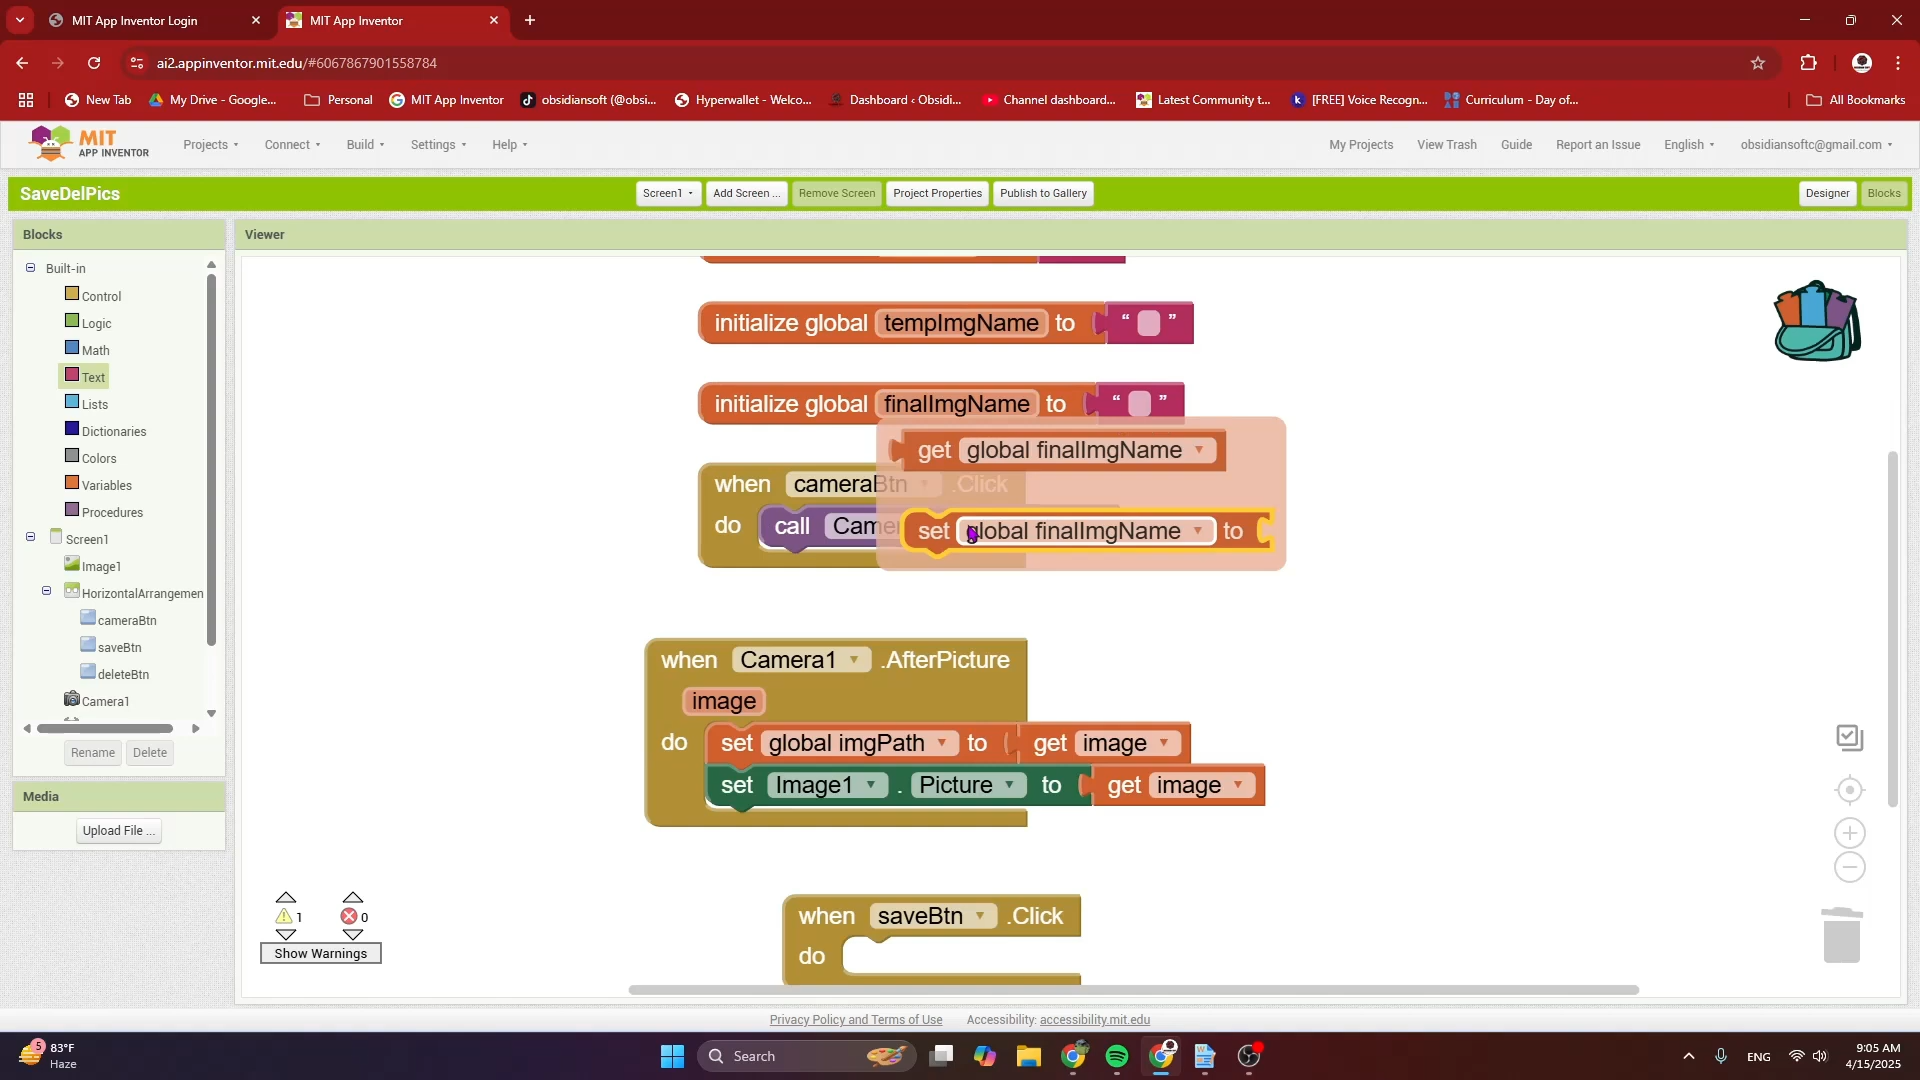 MIT App Inventor Login
MIT App Inventor
ai2.appinventor.mit.edu/#6067867901558784
New Tab
My Drive - Google...
Personal
MIT App Inventor
obsidiansoft (@obsi...
Hyperwallet - Welco...
Dashboard ‹ Obsidi...
Channel dashboard...
Latest Community t...
[FREE] Voice Recogn...
Curriculum - Day of...
All Bookmarks
MIT
APP INVENTOR
Projects
Connect
Build
Settings
Help
My Projects
View Trash
Guide
Report an Issue
English
obsidiansoftc@gmail.com
SaveDelPics
Screen1
Add Screen ...
Remove Screen
Project Properties
Publish to Gallery
Designer
Blocks
Blocks
Viewer
Built-in
Control
Logic
Math
Text
Lists
Dictionaries
Colors
Variables
Procedures
Screen1
Image1
HorizontalArrangemen
cameraBtn
saveBtn
deleteBtn
Camera1
Rename
Delete
Media
Upload File ...
initialize global tempImgName to “ ”
initialize global finalImgName to “ ”
get global finalImgName
when cameraBtn .Click
do call Came
set global finalImgName to
when Camera1 .AfterPicture
image
do set global imgPath to get image
set Image1 . Picture to get image
when saveBtn .Click
do
1
0
Show Warnings
Privacy Policy and Terms of Use
Accessibility: accessibility.mit.edu
5
83°F
Haze
Search
ENG
9:05 AM
4/15/2025